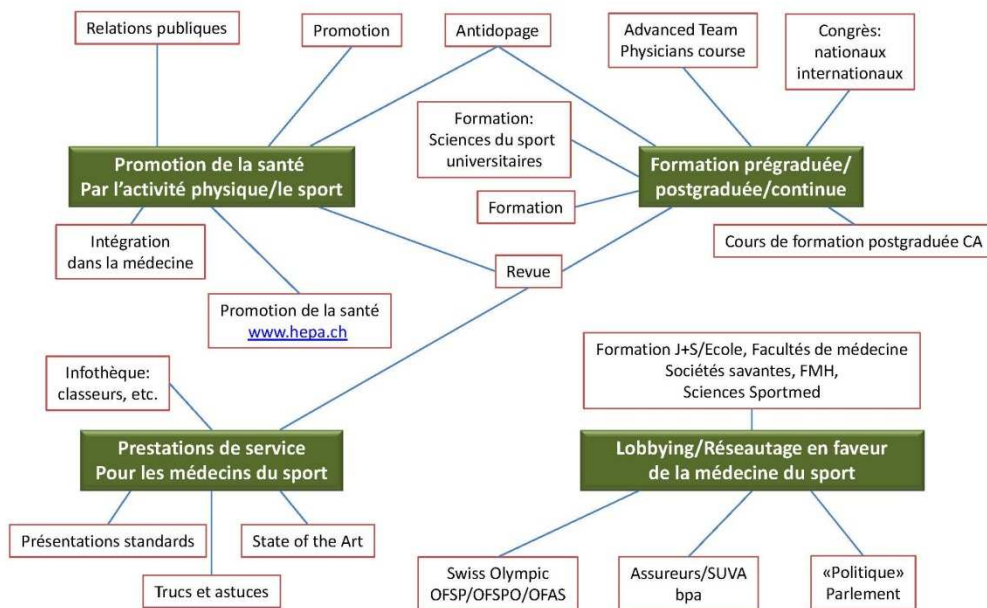 Relations publiques
Promotion
Antidopage
Advanced Team
Physicians course
Congrès:
nationaux
internationaux
Formation:
Sciences du sport
universitaires
Promotion de la santé
Par l’activité physique/le sport
Formation prégraduée/
postgraduée/continue
Formation
Intégration
dans la médecine
Cours de formation postgraduée CA
Revue
Promotion de la santé
www.hepa.ch
Formation J+S/Ecole, Facultés de médecine
Sociétés savantes, FMH,
Sciences Sportmed
Infothèque:
classeurs, etc.
Prestations de service
Pour les médecins du sport
Lobbying/Réseautage en faveur
de la médecine du sport
Présentations standards
State of the Art
Trucs et astuces
Swiss Olympic
OFSP/OFSPO/OFAS
Assureurs/SUVA
bpa
«Politique»
Parlement